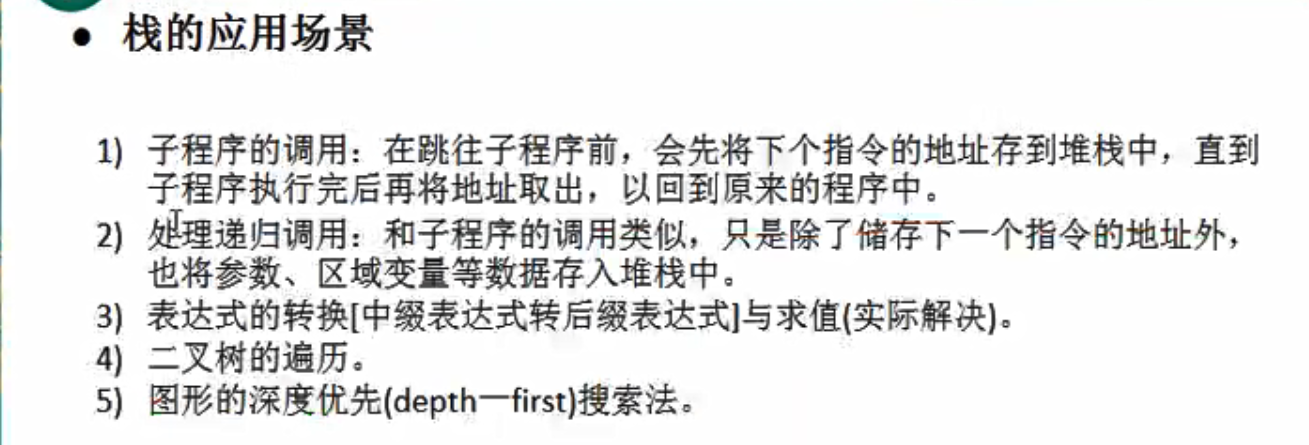 ● 栈的应用场景
1) 子程序的调用：在跳往子程序前，会先将下个指令的地址存到堆栈中，直到
子程序执行完后再将地址取出，以回到原来的程序中。
2) 处理递归调用：和子程序的调用类似，只是除了储存下一个指令的地址外，
也将参数、区域变量等数据存入堆栈中。
3) 表达式的转换[中缀表达式转后缀表达式]与求值(实际解决)。
4) 二叉树的遍历。
5) 图形的深度优先(depth一first)搜索法。